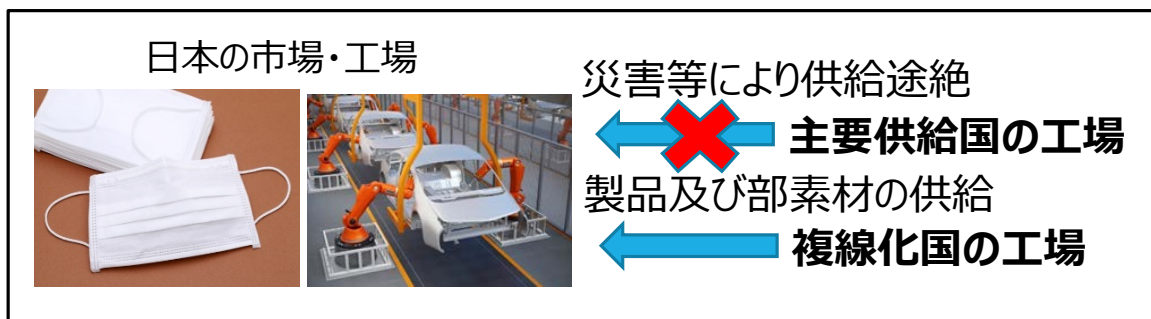 日本の市場・工場
災害等により供給途絶
主要供給国の工場
製品及び部素材の供給
複線化国の工場